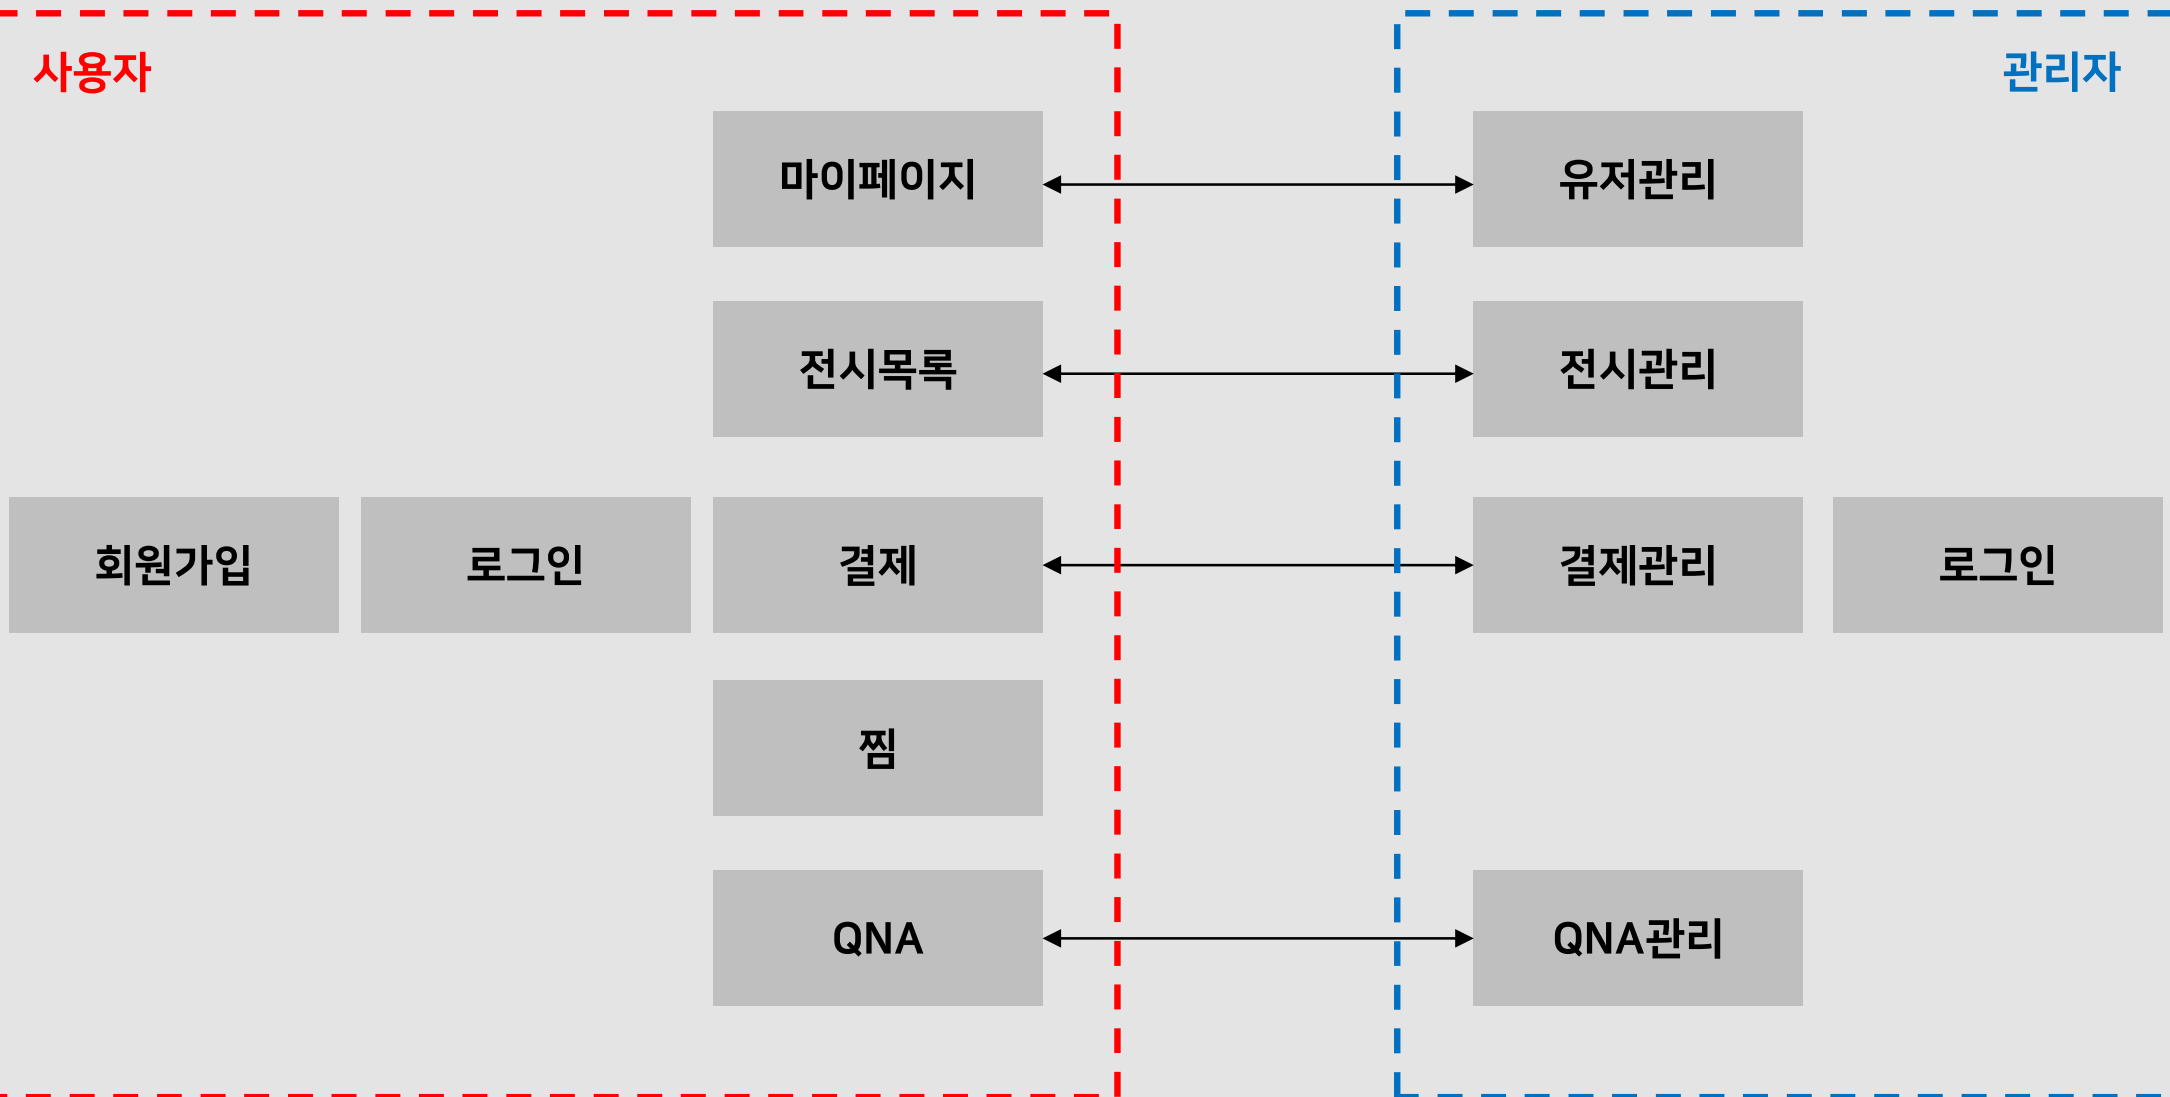 사용자
관리자
마이페이지
유저관리
전시목록
전시관리
회원가입
로그인
결제
결제관리
로그인
찜
QNA
QNA관리